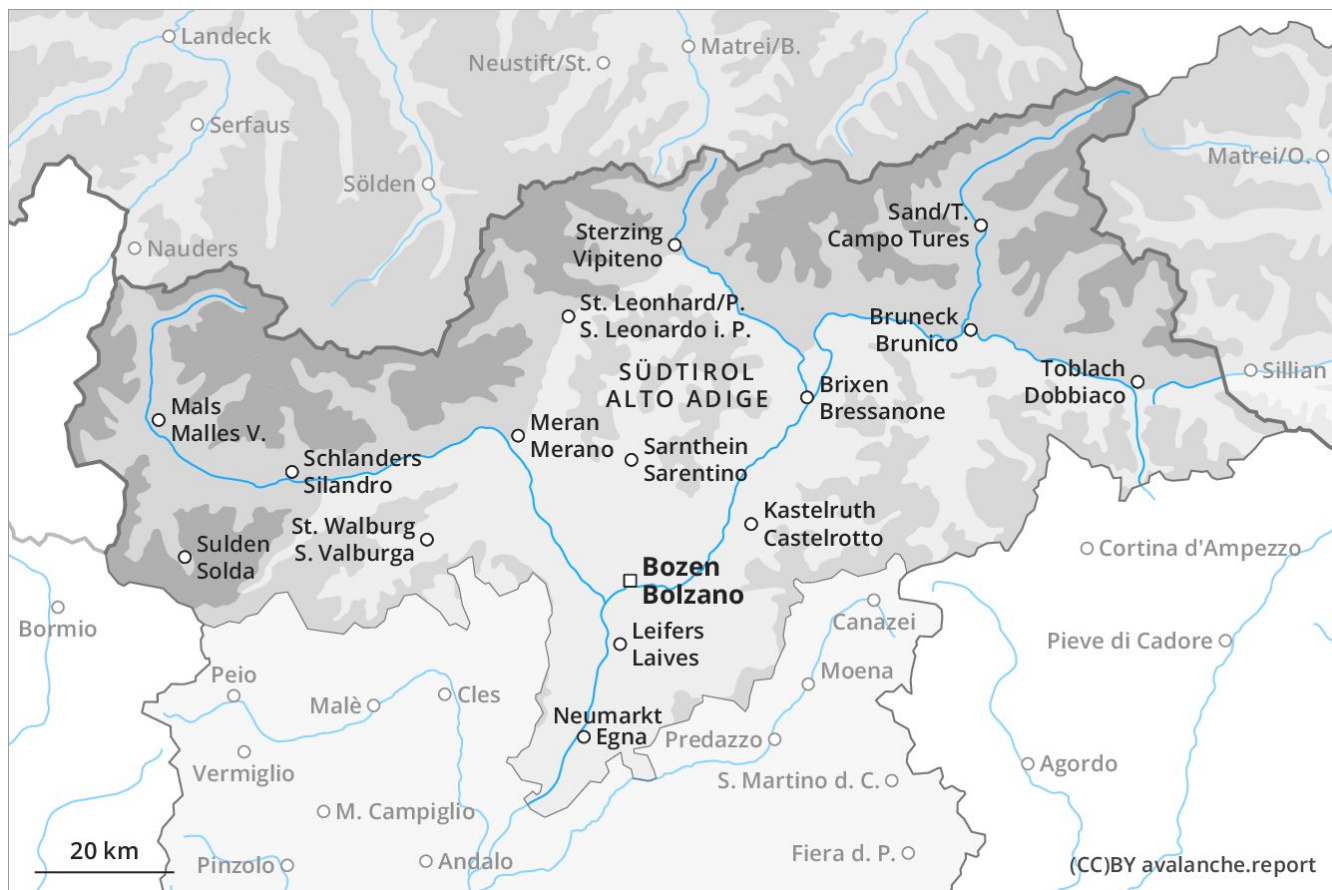 Landeck
Matrei/B.
Neustift/St.
Serfaus
Matrei/O.
Sölden
Sand/T.
Campo Tures
Sterzing
Vipiteno
Nauders
St. Leonhard/P.
S. Leonardo i. P.
Bruneck
Brunico
SÜDTIROL
ALTO ADIGE
Toblach
Dobbiaco
Sillian
Brixen
Bressanone
Mals
Malles V.
Meran
Merano
Sarnthein
Sarentino
Schlanders
Silandro
Kastelruth
Castelrotto
St. Walburg
S. Valburga
Sulden
Solda
Cortina d'Ampezzo
Bozen
Bolzano
Bormio
Canazei
Leifers
Laives
Pieve di Cadore
Peio
Moena
Malè
Cles
Neumarkt
Egna
Predazzo
Vermiglio
Agordo
S. Martino d. C.
M. Campiglio
20 km
Pinzolo
Andalo
Fiera d. P.
(CC)BY avalanche.report